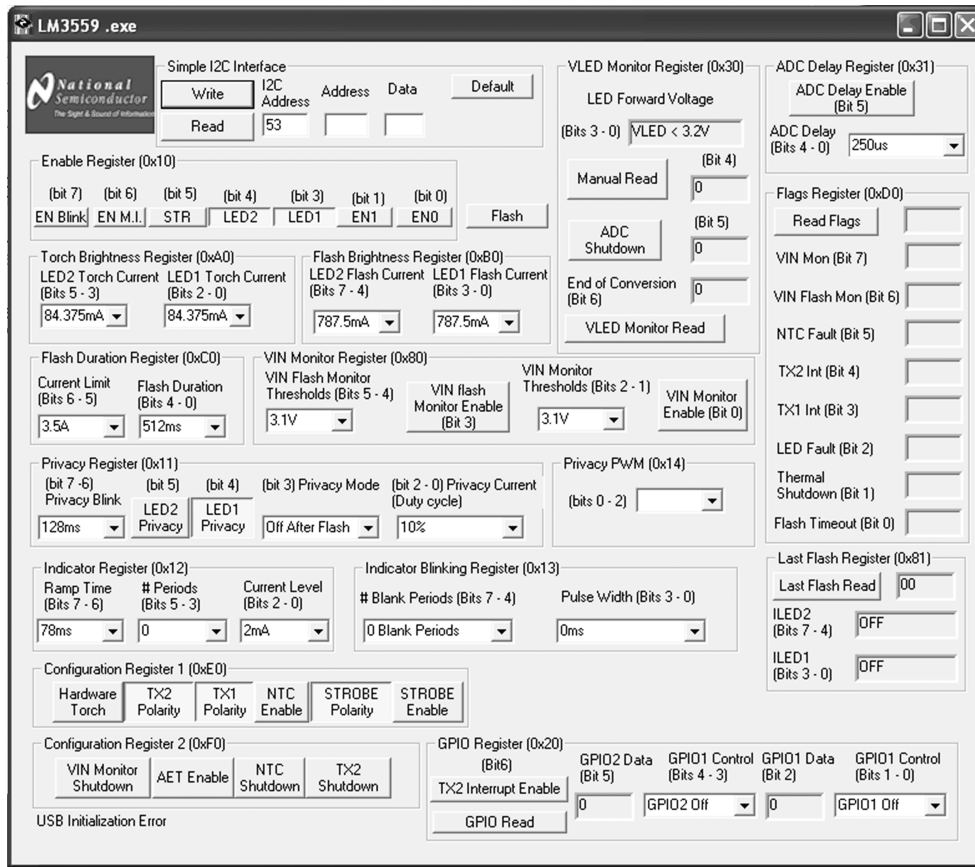 LM3559 .exe
National
Semiconductor
The Sight & Sound of Information
Simple I2C Interface
Write
Read
I2C
Address
53
Address
Data
Default
Enable Register (0x10)
(bit 7)
(bit 6)
(bit 5)
(bit 4)
(bit 3)
(bit 1)
(bit 0)
EN Blink
EN M.I.
STR
LED2
LED1
EN1
EN0
Flash
Torch Brightness Register (0xA0)
LED2 Torch Current
(Bits 5 - 3)
84.375mA
LED1 Torch Current
(Bits 2 - 0)
84.375mA
Flash Brightness Register (0xB0)
LED2 Flash Current
(Bits 7 - 4)
787.5mA
LED1 Flash Current
(Bits 3 - 0)
787.5mA
VLED Monitor Register (0x30)
LED Forward Voltage
(Bits 3 - 0)
VLED < 3.2V
Manual Read
(Bit 4)
0
ADC
Shutdown
(Bit 5)
0
End of Conversion
(Bit 6)
0
VLED Monitor Read
ADC Delay Register (0x31)
ADC Delay Enable
(Bit 5)
ADC Delay
(Bits 4 - 0)
250us
Flags Register (0xD0)
Read Flags
VIN Mon (Bit 7)
VIN Flash Mon (Bit 6)
NTC Fault (Bit 5)
TX2 Int (Bit 4)
TX1 Int (Bit 3)
LED Fault (Bit 2)
Thermal
Shutdown (Bit 1)
Flash Timeout (Bit 0)
Flash Duration Register (0xC0)
Current Limit
(Bits 6 - 5)
3.5A
Flash Duration
(Bits 4 - 0)
512ms
VIN Monitor Register (0x80)
VIN Flash Monitor
Thresholds (Bits 5 - 4)
3.1V
VIN flash
Monitor Enable
(Bit 3)
VIN Monitor
Thresholds (Bits 2 - 1)
3.1V
VIN Monitor
Enable (Bit 0)
Privacy Register (0x11)
(bit 7 -6)
Privacy Blink
128ms
(bit 5)
LED2
Privacy
(bit 4)
LED1
Privacy
(bit 3) Privacy Mode
Off After Flash
(bit 2 - 0) Privacy Current
(Duty cycle)
10%
Privacy PWM (0x14)
(bits 0 - 2)
Indicator Register (0x12)
Ramp Time
(Bits 7 - 6)
78ms
# Periods
(Bits 5 - 3)
0
Current Level
(Bits 2 - 0)
2mA
Indicator Blinking Register (0x13)
# Blank Periods (Bits 7 - 4)
0 Blank Periods
Pulse Width (Bits 3 - 0)
0ms
Last Flash Register (0x81)
Last Flash Read
00
ILED2
(Bits 7 - 4)
OFF
ILED1
(Bits 3 - 0)
OFF
Configuration Register 1 (0xE0)
Hardware
Torch
TX2
Polarity
TX1
Polarity
NTC
Enable
STROBE
Polarity
STROBE
Enable
Configuration Register 2 (0xF0)
VIN Monitor
Shutdown
AET Enable
NTC
Shutdown
TX2
Shutdown
GPIO Register (0x20)
(Bit6)
TX2 Interrupt Enable
GPIO Read
GPIO2 Data
(Bit 5)
0
GPIO1 Control
(Bits 4 - 3)
GPIO2 Off
GPIO1 Data
(Bit 2)
0
GPIO1 Control
(Bits 1 - 0)
GPIO1 Off
USB Initialization Error